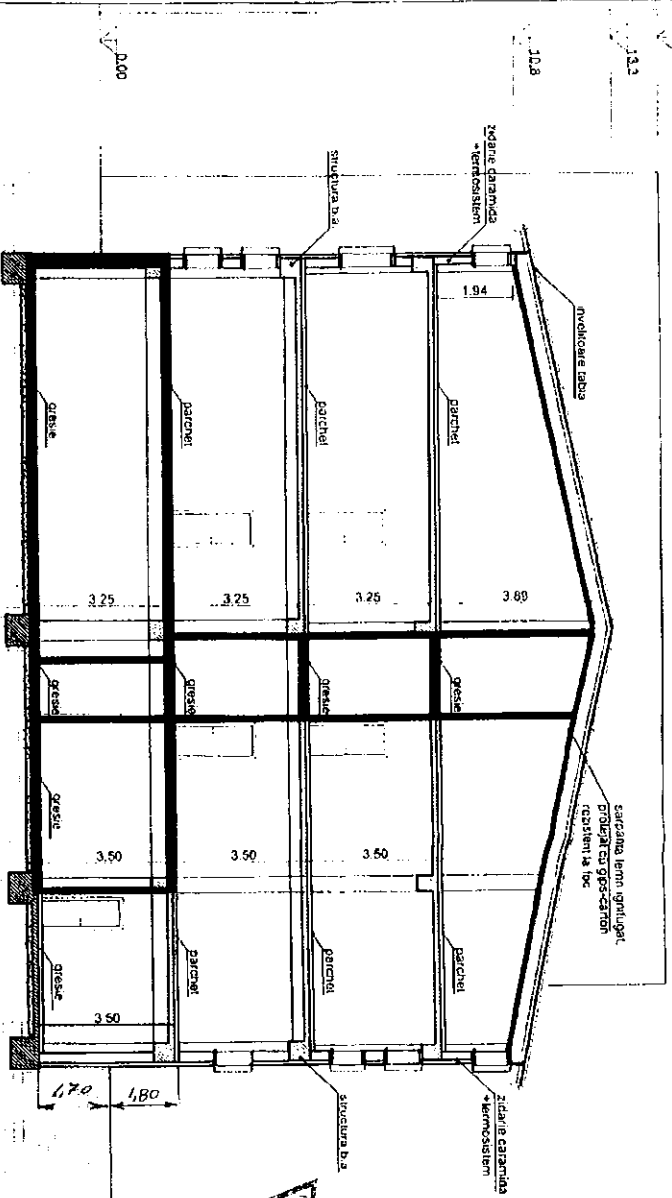 13.2
10.8
0.00
invelitoare tabla
zidarie caramida
+termosistem
structura b.a
1.94
parchet
3.89
gresie
parchet
sarpanta lemn ignifugat,
protejat cu gips-carton
rezistent la foc
zidarie caramida
+termosistem
parchet
3.25
gresie
3.50
parchet
structura b.a
parchet
3.25
gresie
3.50
parchet
gresie
3.25
gresie
gresie
3.50
gresie
3.50
1,80
1,70